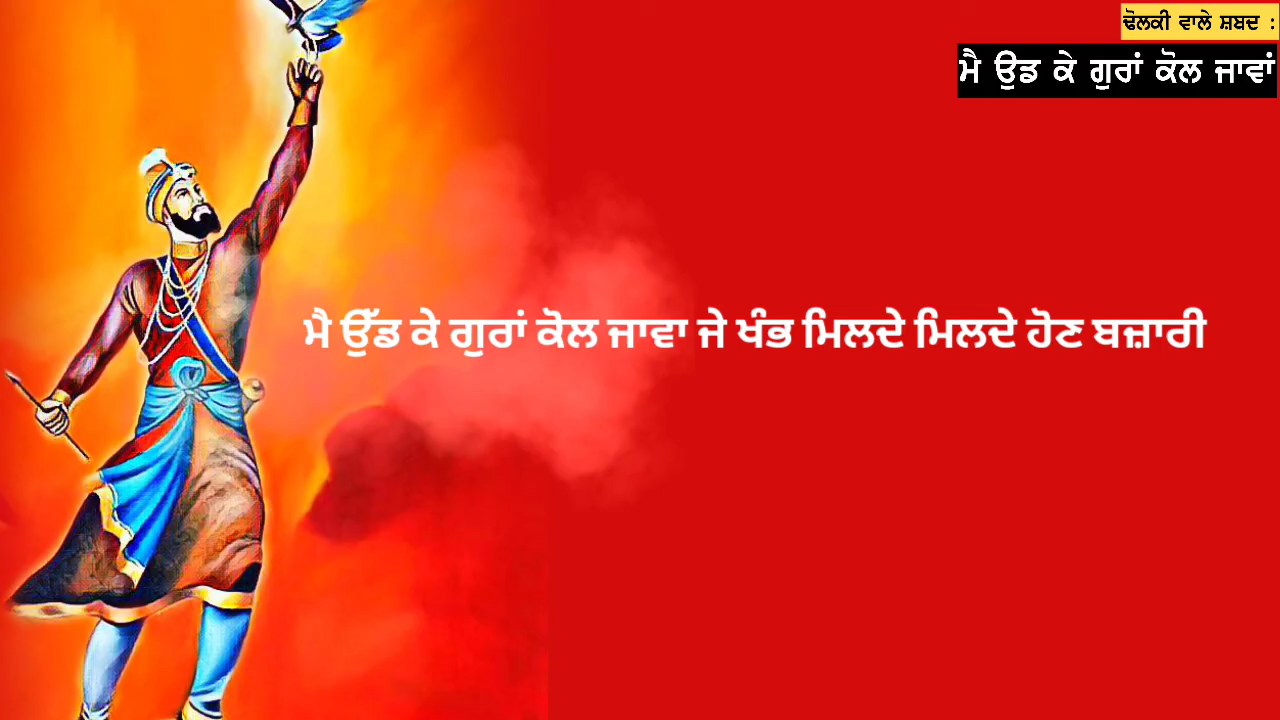 ਢੋਲਕੀ ਵਾਲੇ ਸ਼ਬਦ :
ਮੈ ਉਡ ਕੇ ਗੁਰਾਂ ਕੋਲ ਜਾਵਾਂ
ਮੈ ਉੱਡ ਕੇ ਗੁਰਾਂ ਕੋਲ ਜਾਵਾ ਜੇ ਖੰਭ ਮਿਲਦੇ ਮਿਲਦੇ ਹੋਣ ਬਜ਼ਾਰੀ